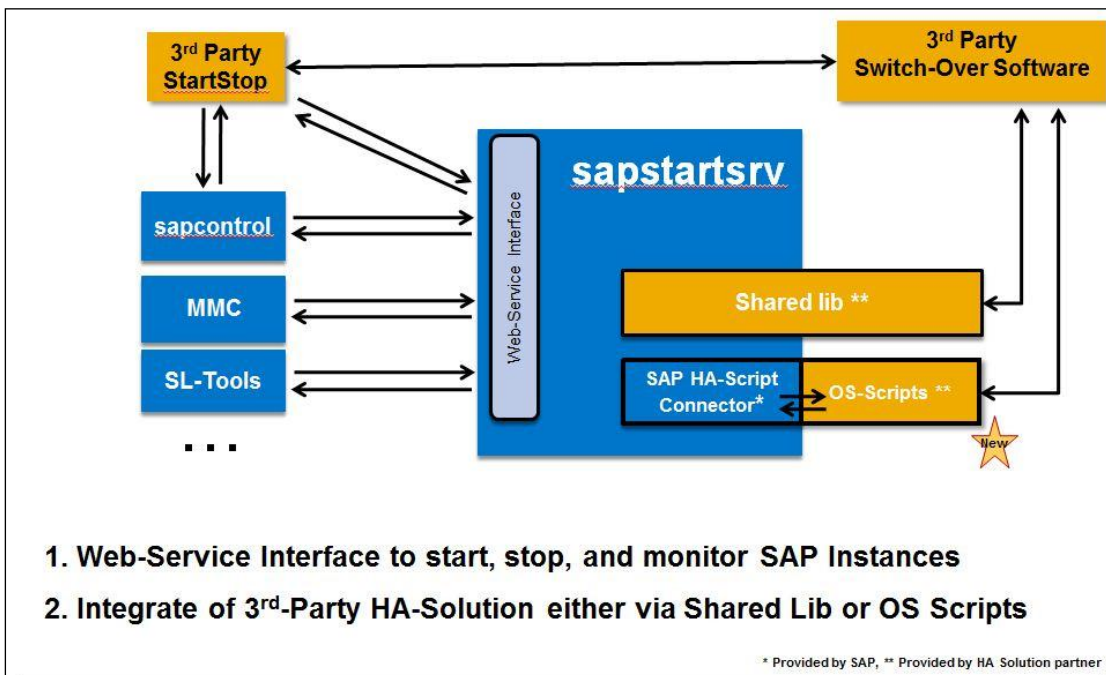 3rd Party
StartStop
3rd Party
Switch-Over Software
sapstartsrv
Web-Service Interface
sapcontrol
MMC
SL-Tools
. . .
Shared lib **
SAP HA-Script
Connector*
OS-Scripts **
New
1. Web-Service Interface to start, stop, and monitor SAP Instances
2. Integrate of 3rd-Party HA-Solution either via Shared Lib or OS Scripts
* Provided by SAP, ** Provided by HA Solution partner